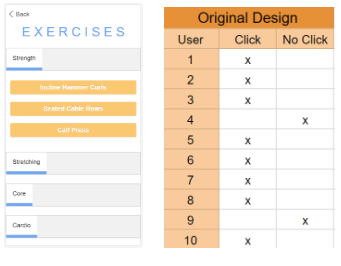 < Back
EXERCISES
Strength
Incline Hammer Curls
Seated Cable Rows
Calf Press
Stretching
Core
Cardio
Original Design
User Click No Click
1 x
2 x
3 x
4 x
5 x
6 x
7 x
8 x
9 x
10 x